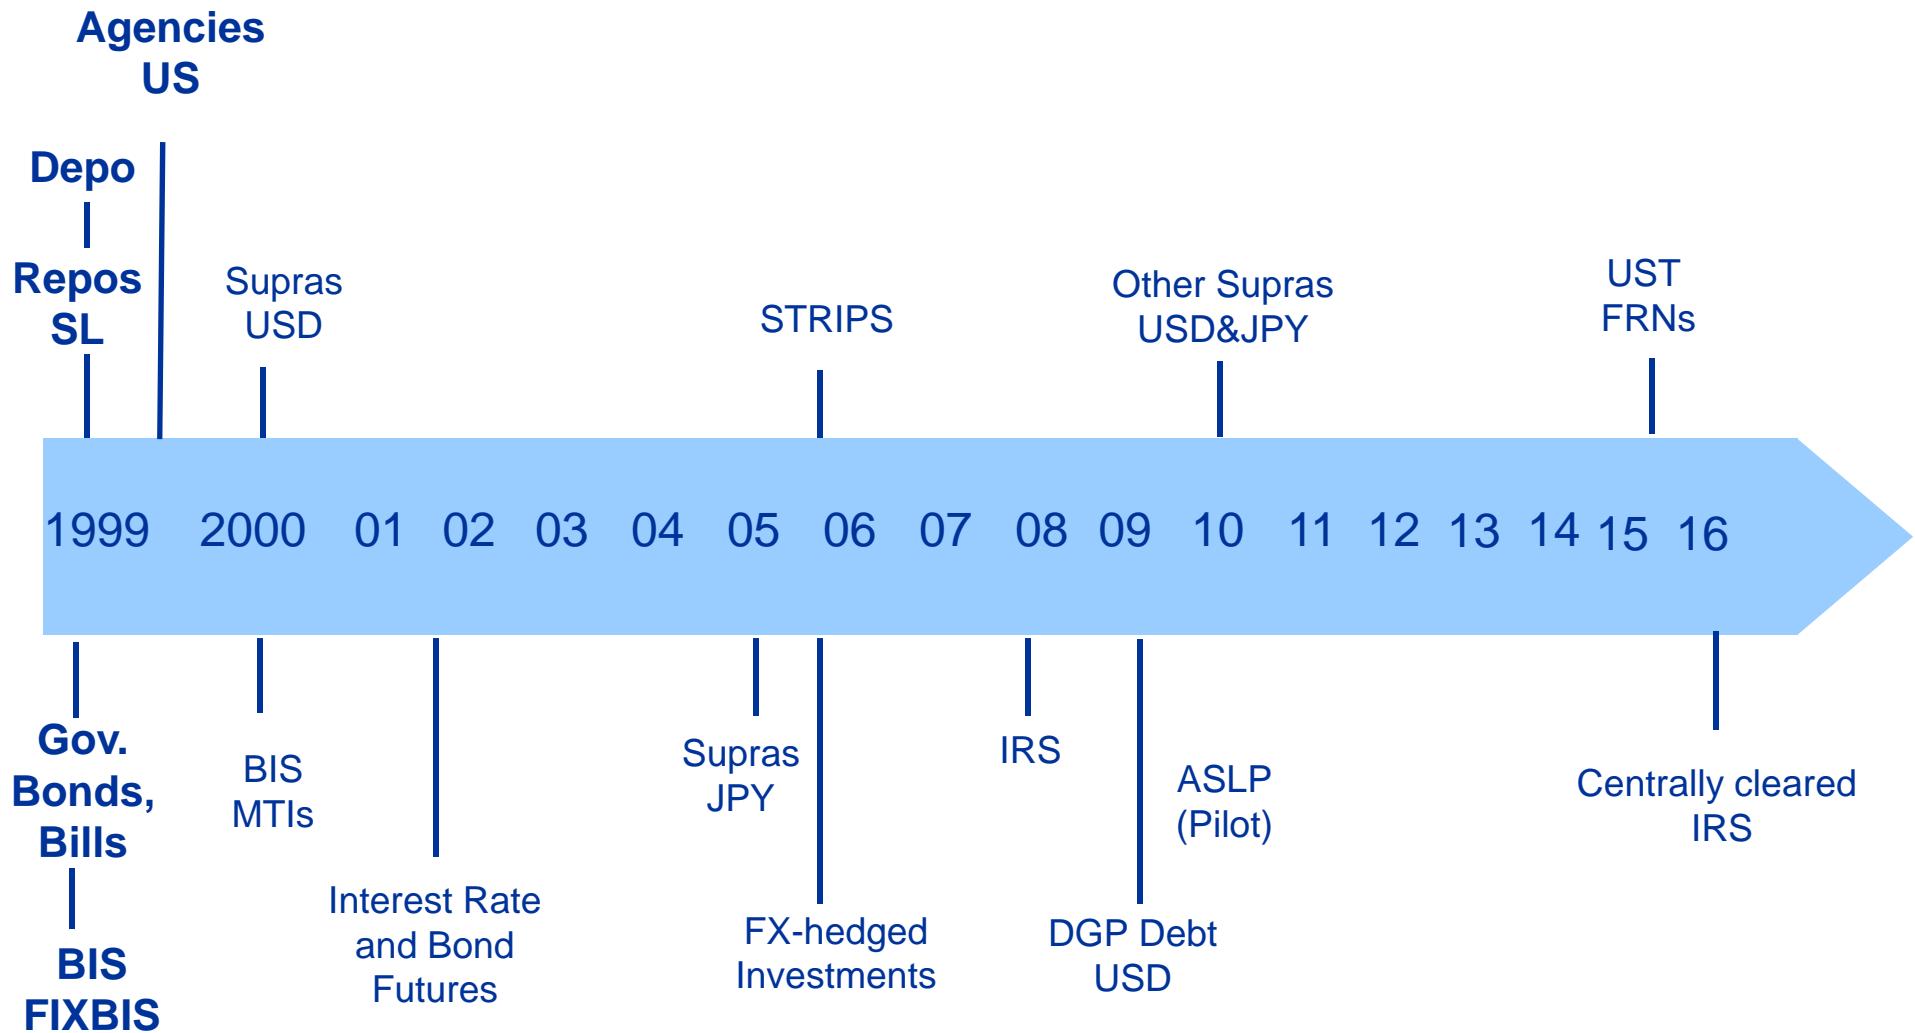 Agencies
US
Depo
Repos
SL
Supras
USD
STRIPS
Other Supras
USD&JPY
UST
FRNs
1999 2000 01 02 03 04 05 06 07 08 09 10 11 12 13 14 15 16
Gov.
Bonds,
Bills
BIS
FIXBIS
BIS
MTIs
Interest Rate
and Bond
Futures
Supras
JPY
FX-hedged
Investments
IRS
DGP Debt
USD
ASLP
(Pilot)
Centrally cleared
IRS